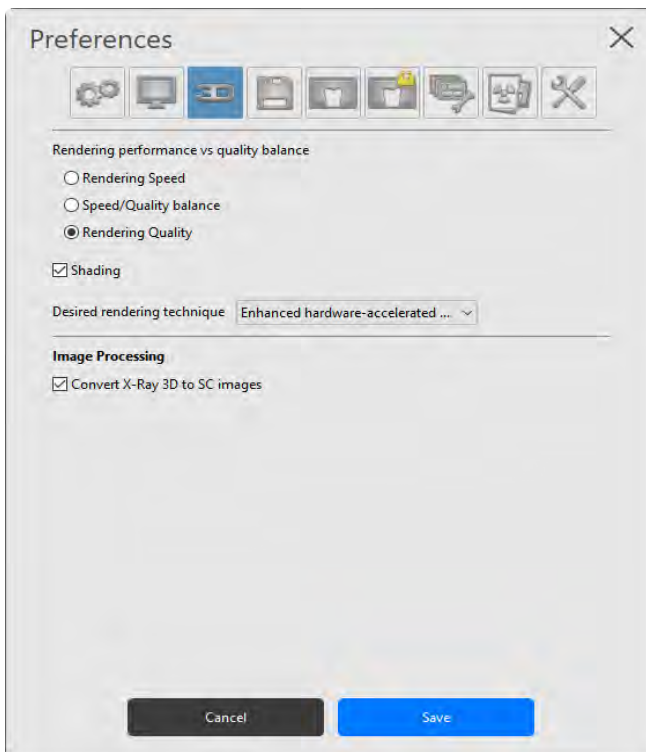 Preferences
Rendering performance vs quality balance
Rendering Speed
Speed/Quality balance
Rendering Quality
Shading
Desired rendering technique Enhanced hardware-accelerated ...
Image Processing
Convert X-Ray 3D to SC images
Cancel Save